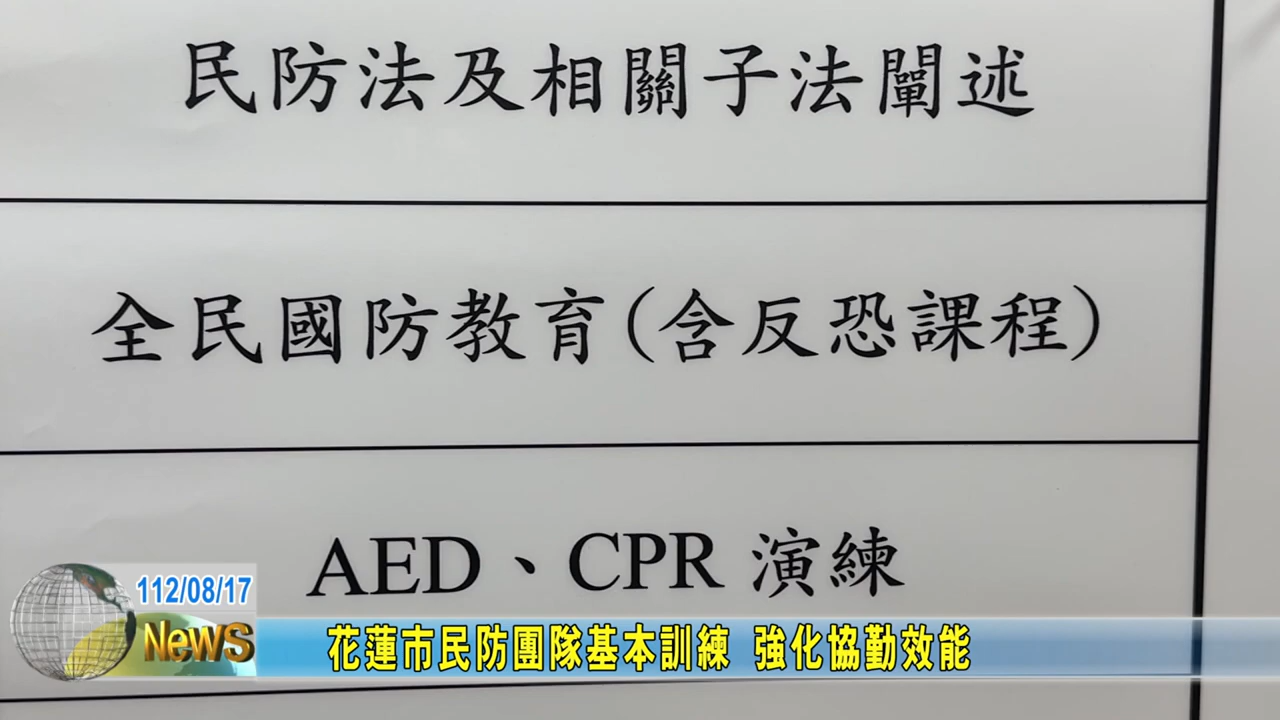 民防法及相關子法闡述
全民國防教育(含反恐課程)
AED、CPR 演練
112/08/17
News
花蓮市民防團隊基本訓練 強化協勤效能